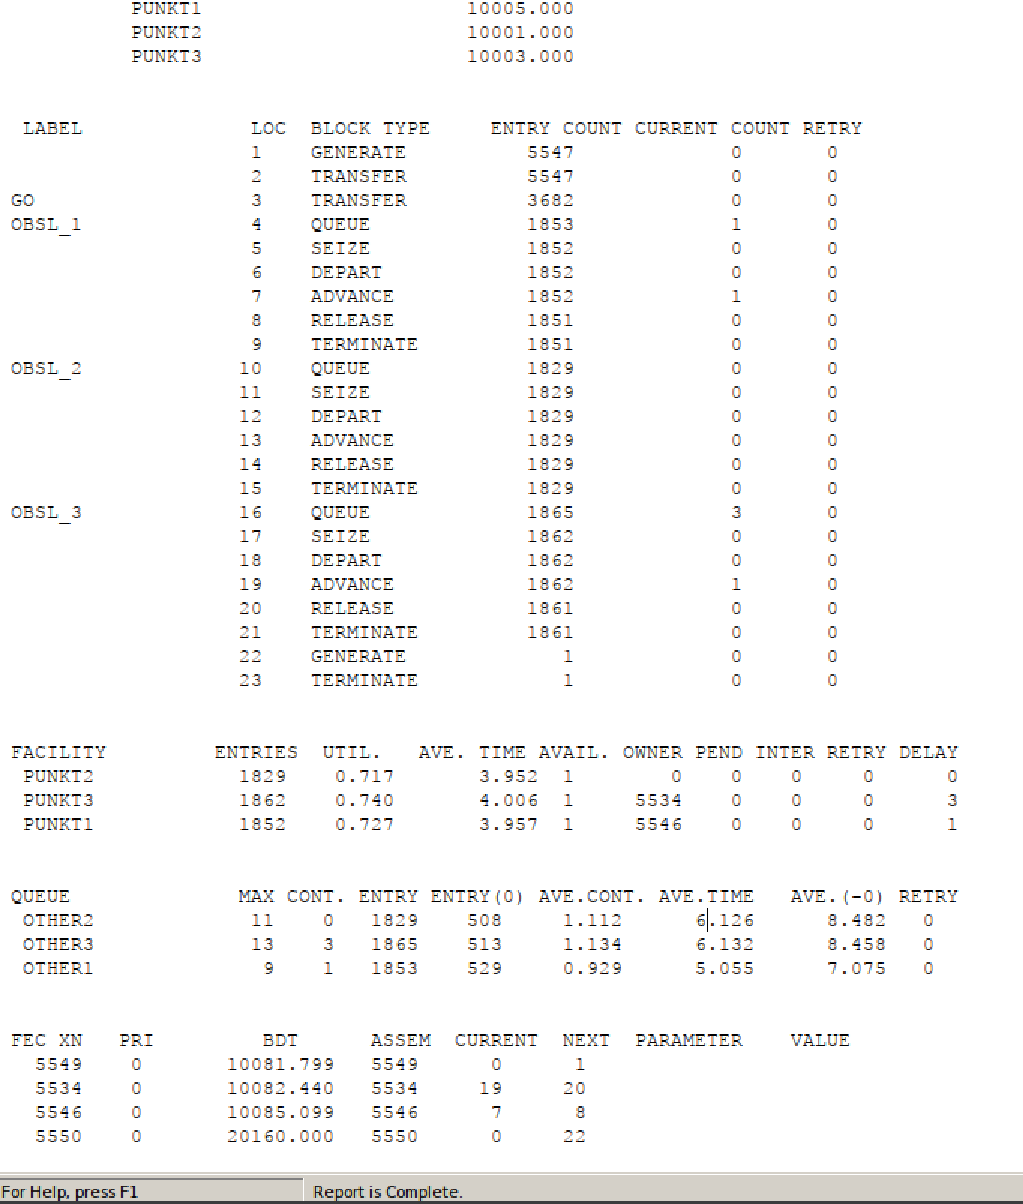 PUNKT1 10005.000
PUNKT2 10001.000
PUNKT3 10003.000
LABEL LOC BLOCK TYPE ENTRY COUNT CURRENT COUNT RETRY
1 GENERATE 5547 0 0
2 TRANSFER 5547 0 0
GO 3 TRANSFER 3682 0 0
OBSL_1 4 QUEUE 1853 1 0
5 SEIZE 1852 0 0
6 DEPART 1852 0 0
7 ADVANCE 1852 1 0
8 RELEASE 1851 0 0
9 TERMINATE 1851 0 0
OBSL_2 10 QUEUE 1829 0 0
11 SEIZE 1829 0 0
12 DEPART 1829 0 0
13 ADVANCE 1829 0 0
14 RELEASE 1829 0 0
15 TERMINATE 1829 0 0
OBSL_3 16 QUEUE 1865 3 0
17 SEIZE 1862 0 0
18 DEPART 1862 0 0
19 ADVANCE 1862 1 0
20 RELEASE 1861 0 0
21 TERMINATE 1861 0 0
22 GENERATE 1 0 0
23 TERMINATE 1 0 0
FACILITY ENTRIES UTIL. AVE. TIME AVAIL. OWNER PEND INTER RETRY DELAY
PUNKT2 1829 0.717 3.952 1 0 0 0 0 0
PUNKT3 1862 0.740 4.006 1 5534 0 0 0 3
PUNKT1 1852 0.727 3.957 1 5546 0 0 0 1
QUEUE MAX CONT. ENTRY ENTRY(0) AVE.CONT. AVE.TIME AVE.(-0) RETRY
OTHER2 11 0 1829 508 1.112 6.126 8.482 0
OTHER3 13 3 1865 513 1.134 6.132 8.458 0
OTHER1 9 1 1853 529 0.929 5.055 7.075 0
FEC XN PRI BDT ASSEM CURRENT NEXT PARAMETER VALUE
5549 0 10081.799 5549 0 1
5534 0 10082.440 5534 19 20
5546 0 10085.099 5546 7 8
5550 0 20160.000 5550 0 22
For Help, press F1 Report is Complete.